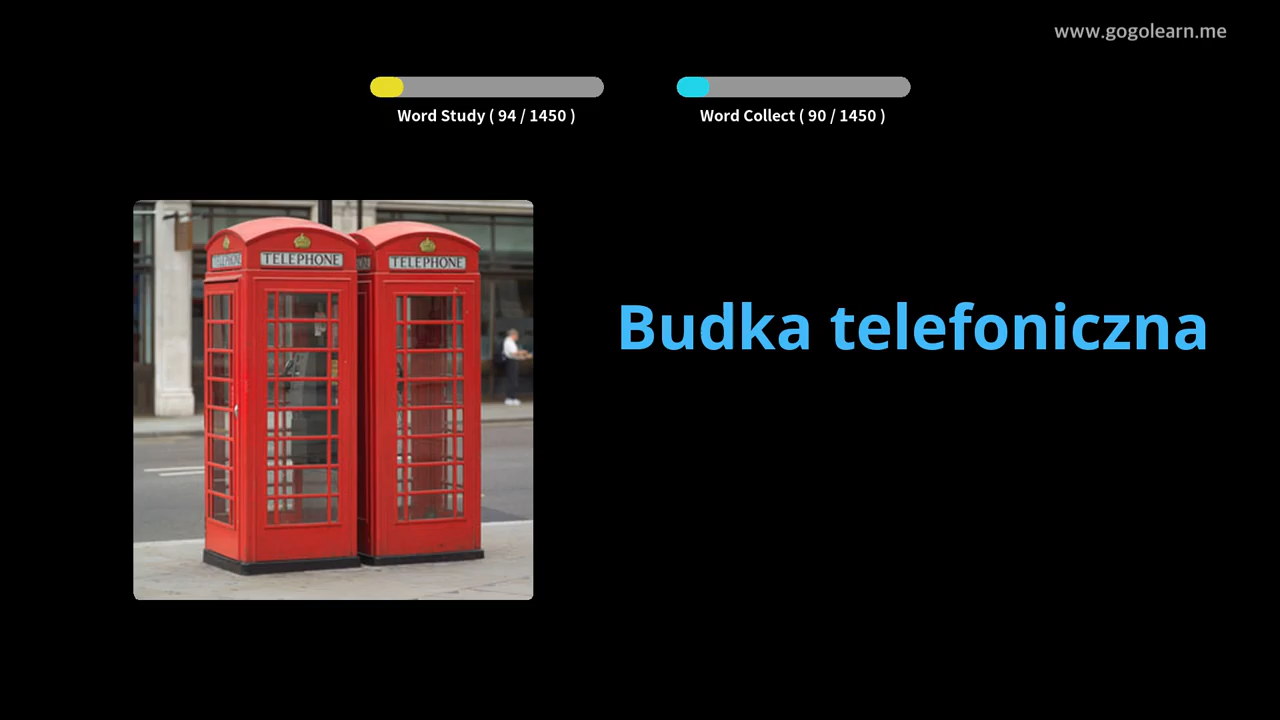 www.gogolearn.me
Word Study ( 94 / 1450 )
Word Collect ( 90 / 1450 )
TELEPHONE
TELEPHONE
Budka telefoniczna